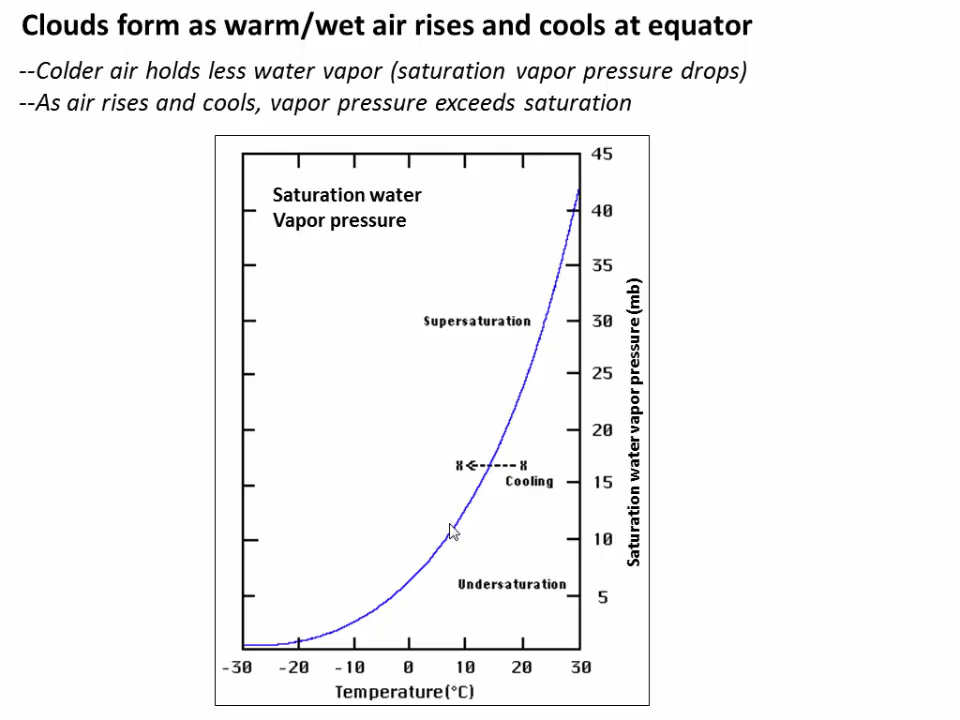 Clouds form as warm/wet air rises and cools at equator
--Colder air holds less water vapor (saturation vapor pressure drops)
--As air rises and cools, vapor pressure exceeds saturation
45
Saturation water
Vapor pressure
40
35
Supersaturation
30
25
20
X <----- X
Cooling
15
10
Undersaturation
5
Saturation water vapor pressure (mb)
-30 -20 -10 0 10 20 30
Temperature(°C)